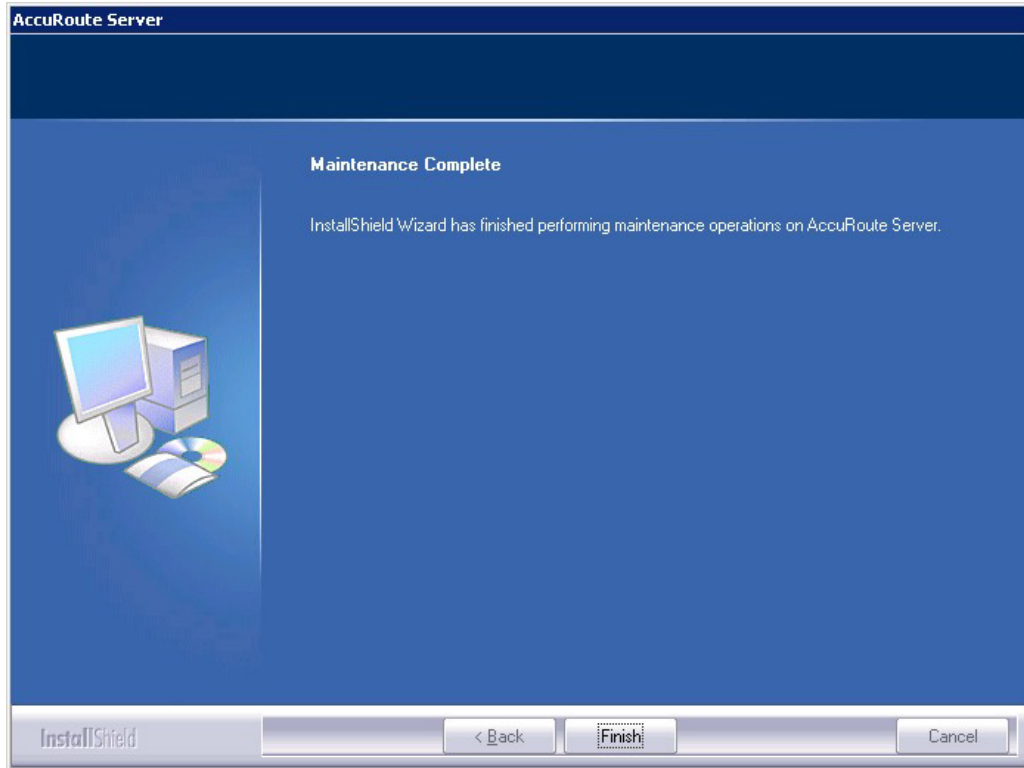 AccuRoute Server
Maintenance Complete
InstallShield Wizard has finished performing maintenance operations on AccuRoute Server.
InstallShield
< Back
Finish
Cancel